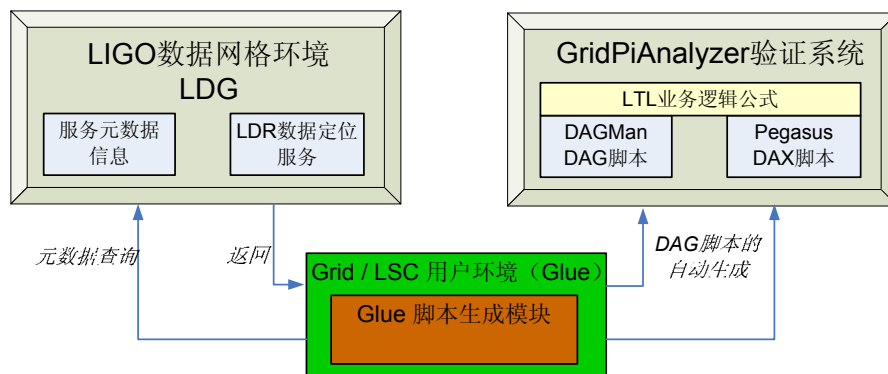 LIGO数据网格环境
LDG
服务元数据
信息
LDR数据定位
服务
GridPiAnalyzer验证系统
LTL业务逻辑公式
DAGMan
DAG脚本
Pegasus
DAX脚本
元数据查询
返回
DAG脚本的
自动生成
Grid / LSC 用户环境（Glue）
Glue 脚本生成模块